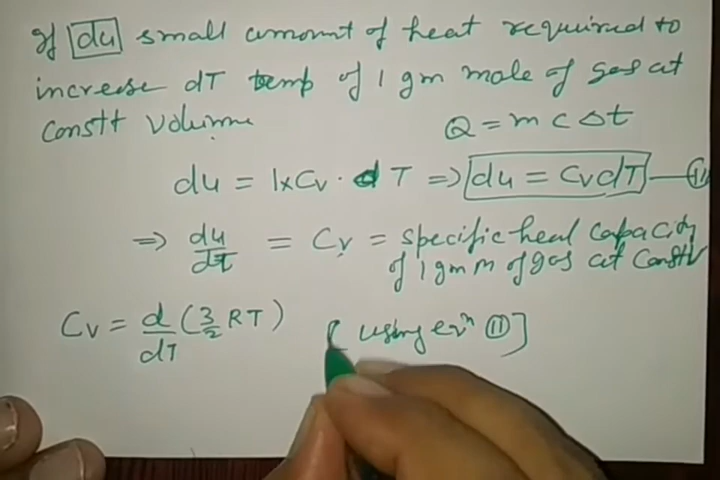 If du small amount of heat required to
increase dT temp of 1 gm mole of gas at
constt volume
Q = m c Δt
du = 1×Cv · dT ⇒ du = CvdT — (11)
⇒ du/dT = Cv = specific heat capacity
of 1 gm m of gas at constt
Cv = d/dT (3/2 RT) [using eqn (11)]